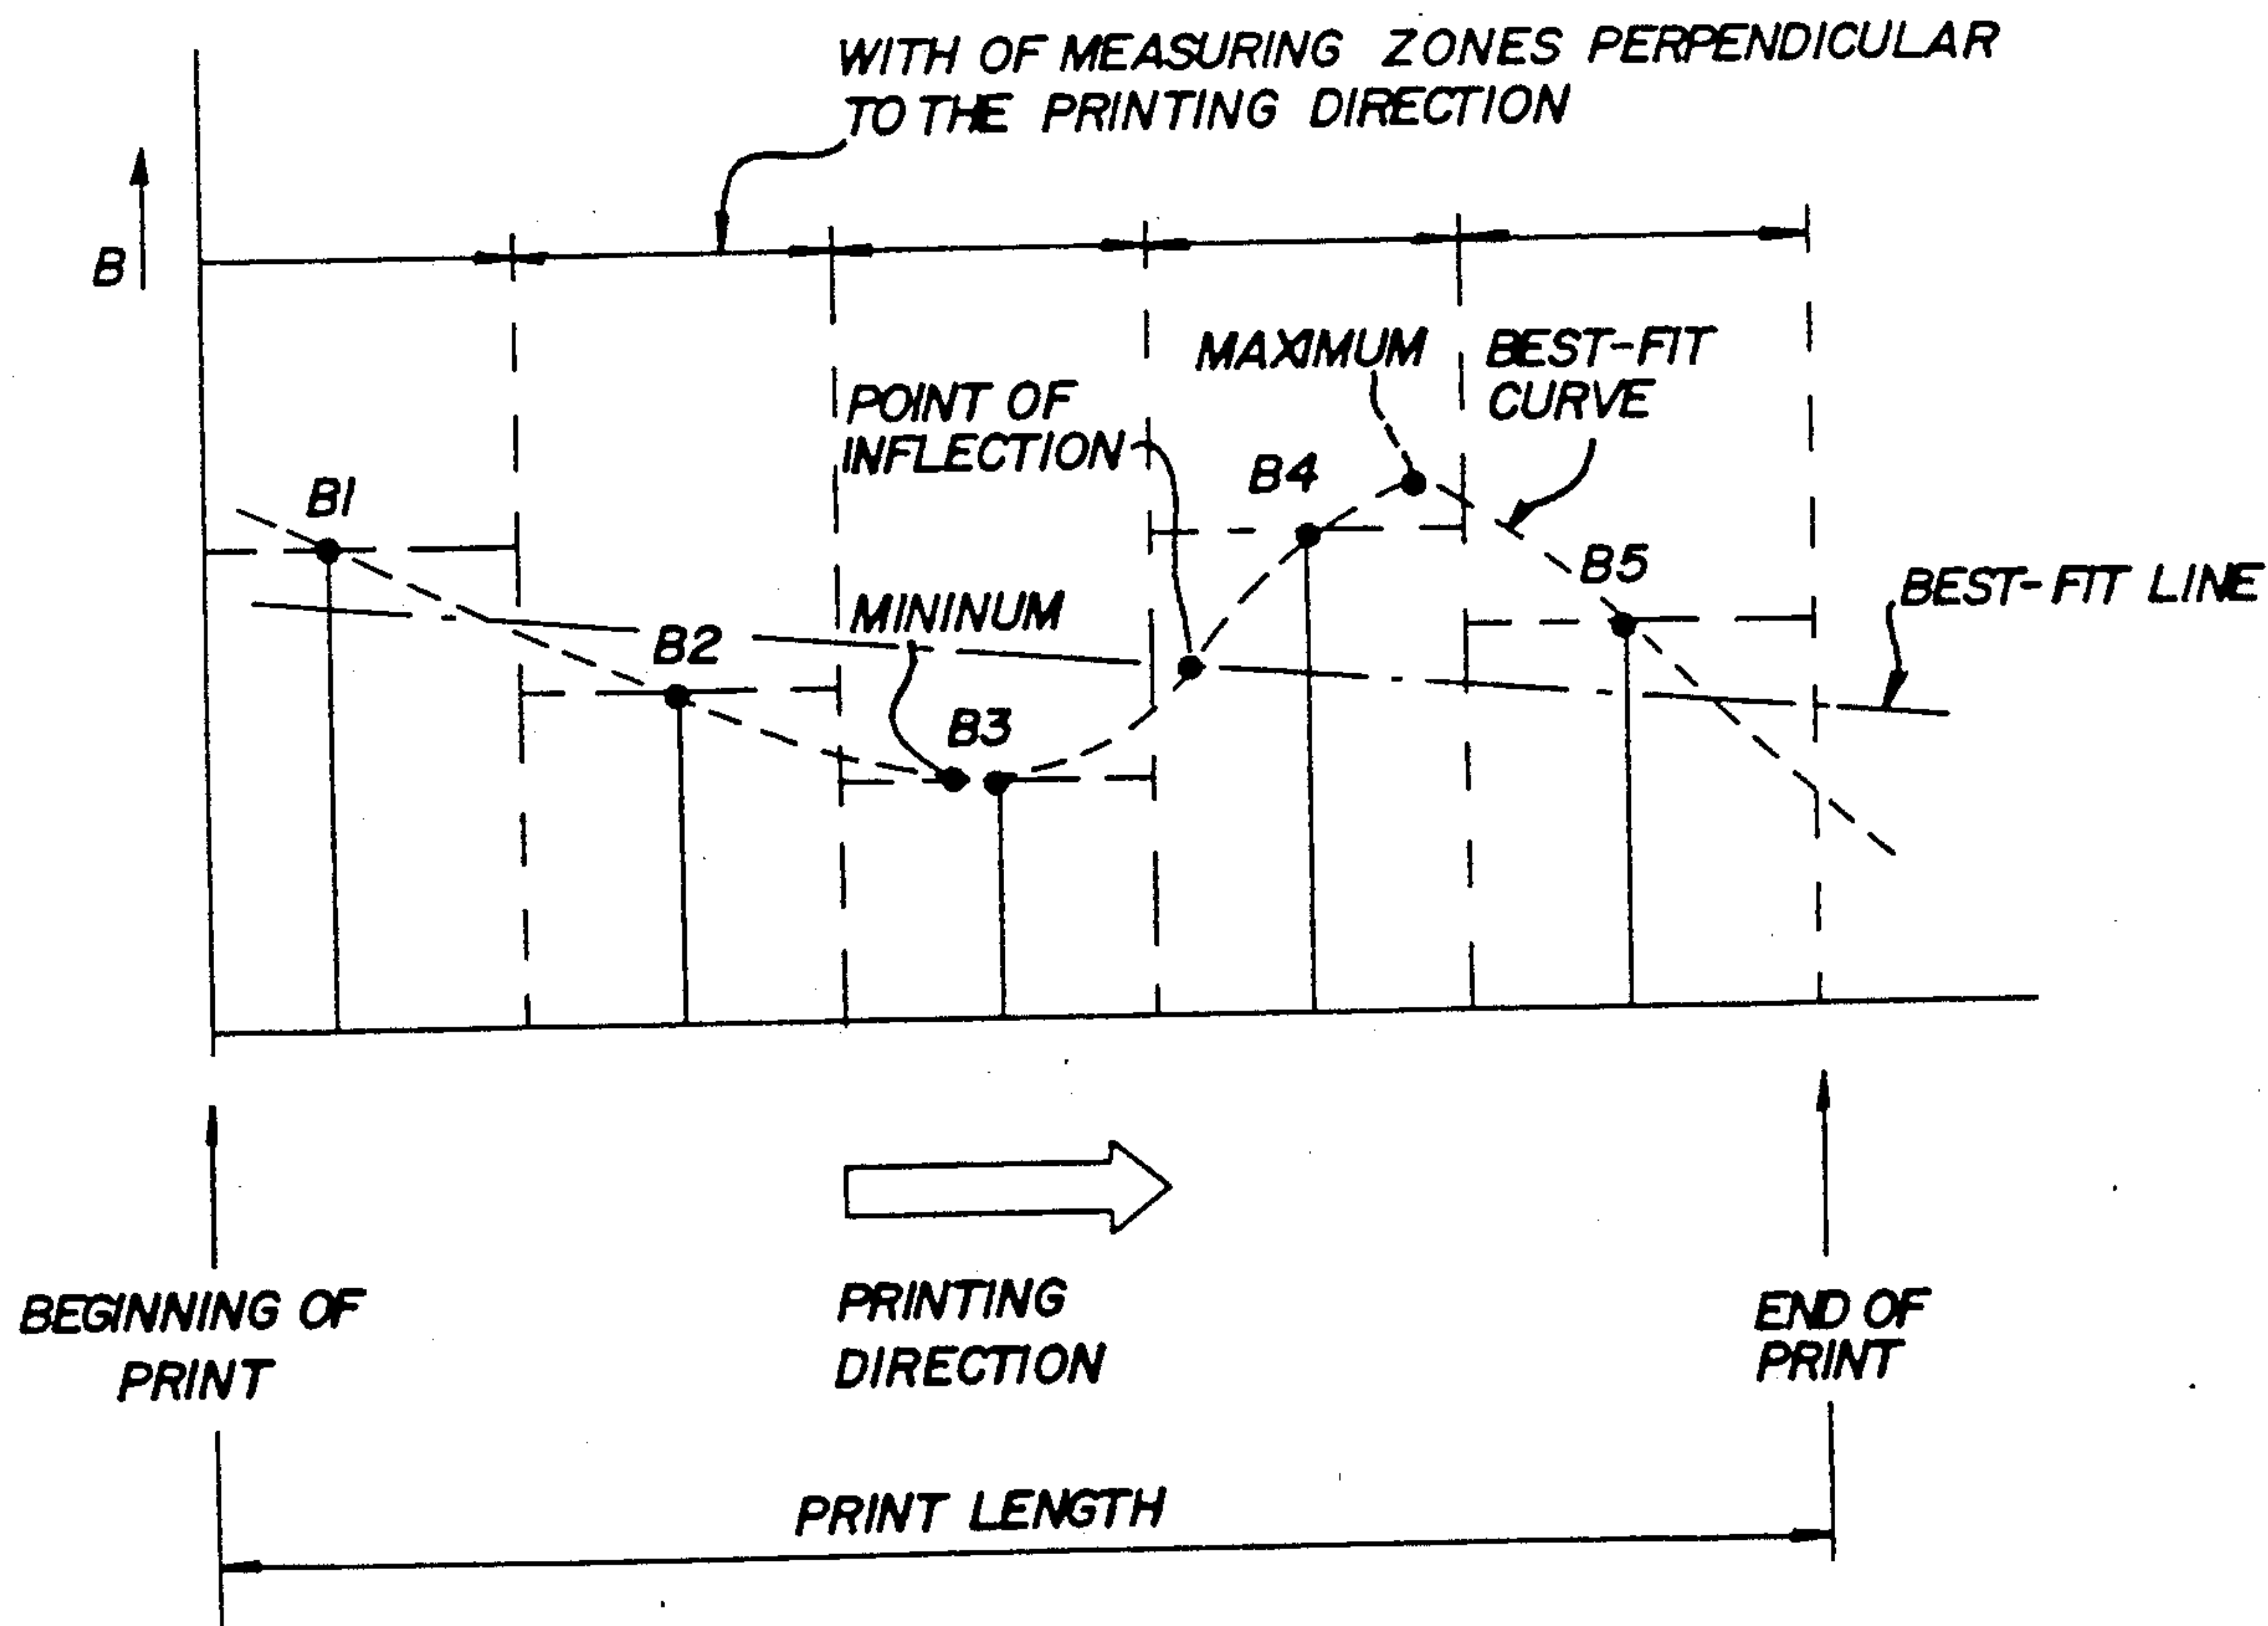 WITH OF MEASURING ZONES PERPENDICULAR
TO THE PRINTING DIRECTION
B
MAXIMUM
BEST-FIT
CURVE
POINT OF
INFLECTION
B4
B1
B5
BEST-FIT LINE
MININUM
B2
B3
BEGINNING OF
PRINT
PRINTING
DIRECTION
END OF
PRINT
PRINT LENGTH